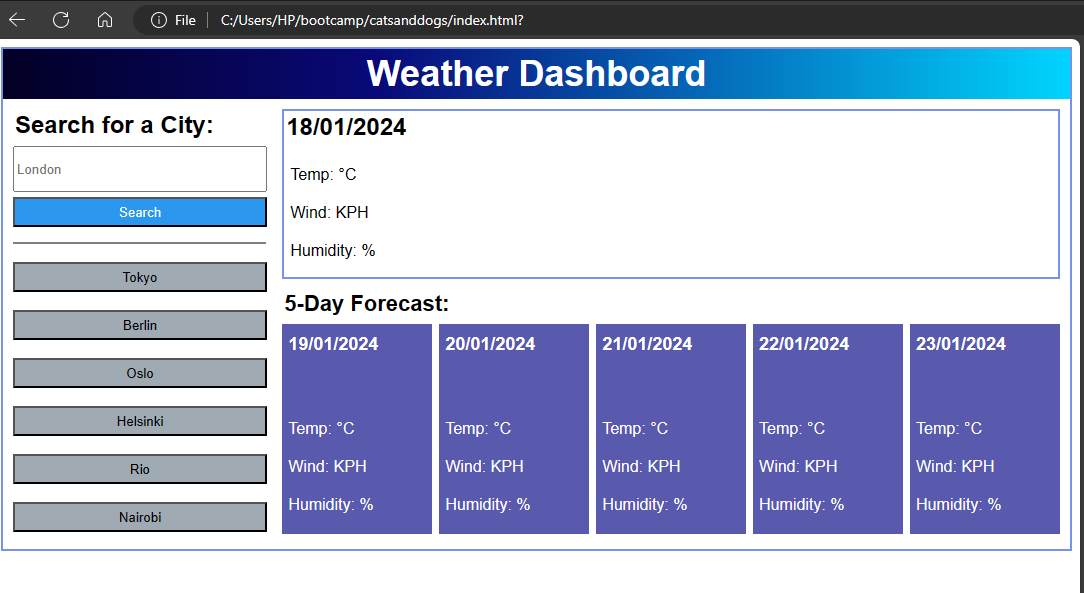 File
C:/Users/HP/bootcamp/catsanddogs/index.html?
Weather Dashboard
Search for a City:
London
Search
Tokyo
Berlin
Oslo
Helsinki
Rio
Nairobi
18/01/2024
Temp: °C
Wind: KPH
Humidity: %
5-Day Forecast:
19/01/2024
Temp: °C
Wind: KPH
Humidity: %
20/01/2024
Temp: °C
Wind: KPH
Humidity: %
21/01/2024
Temp: °C
Wind: KPH
Humidity: %
22/01/2024
Temp: °C
Wind: KPH
Humidity: %
23/01/2024
Temp: °C
Wind: KPH
Humidity: %